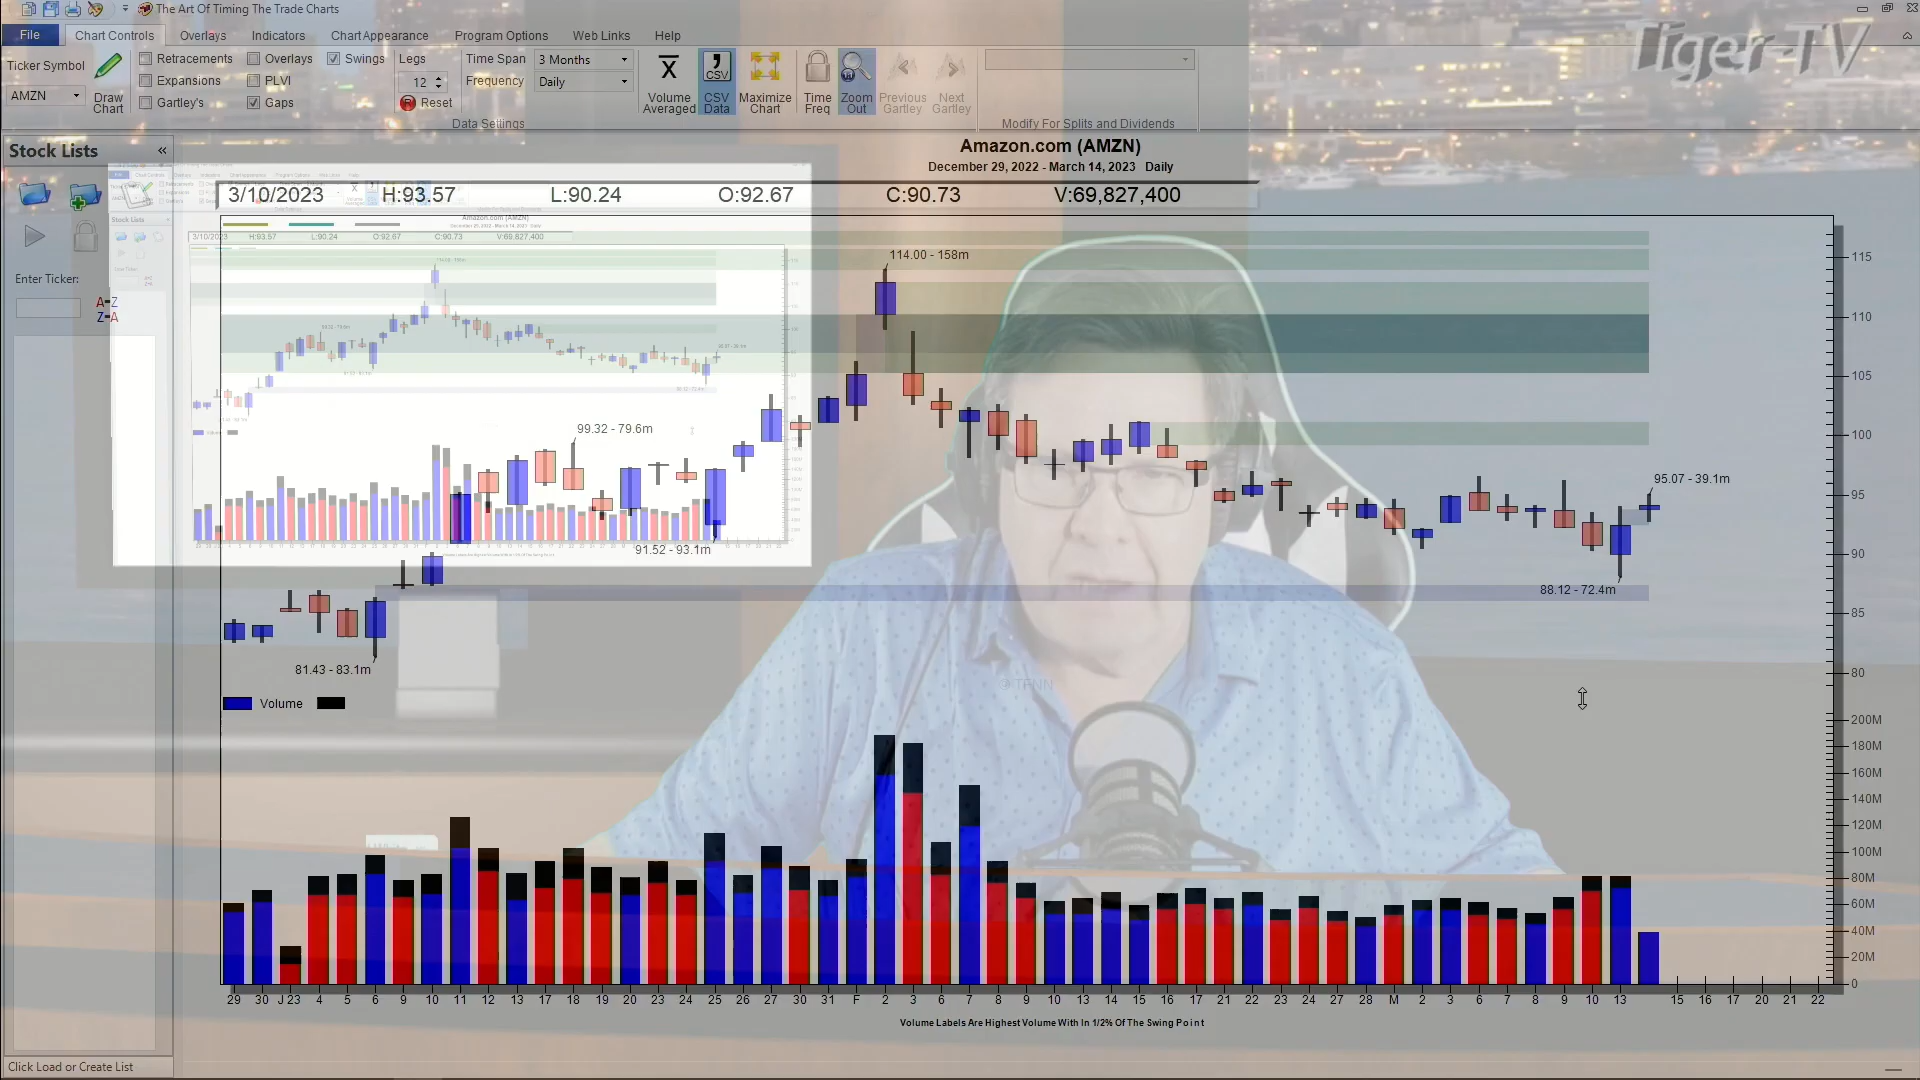 The Art Of Timing The Trade Charts
File Chart Controls Overlays Indicators Chart Appearance Program Options Web Links Help
Tiger-TV
Ticker Symbol
AMZN
Draw Chart
Retracements
Expansions
Gartley's
Overlays
PLVI
Gaps
Swings
Legs
12
Reset
Time Span 3 Months
Frequency Daily
Volume Averaged
CSV Data
Maximize Chart
Time Freq
Zoom Out
Previous Gartley
Next Gartley
Data Settings
Modify For Splits and Dividends
Stock Lists
Enter Ticker:
A-Z
Z-A
Amazon.com (AMZN)
December 29, 2022 - March 14, 2023 Daily
3/10/2023 H:93.57 L:90.24 O:92.67 C:90.73 V:69,827,400
114.00 - 158m
99.32 - 79.6m
95.07 - 39.1m
91.52 - 93.1m
88.12 - 72.4m
81.43 - 83.1m
115
110
105
100
95
90
85
80
© TFNN
Volume
200M
180M
160M
140M
120M
100M
80M
60M
40M
20M
0
29 30 J 23 4 5 6 9 10 11 12 13 17 18 19 20 23 24 25 26 27 30 31 F 2 3 6 7 8 9 10 13 14 15 16 17 21 22 23 24 27 28 M 2 3 6 7 8 9 10 13 15 16 17 20 21 22
Volume Labels Are Highest Volume With In 1/2% Of The Swing Point
Click Load or Create List